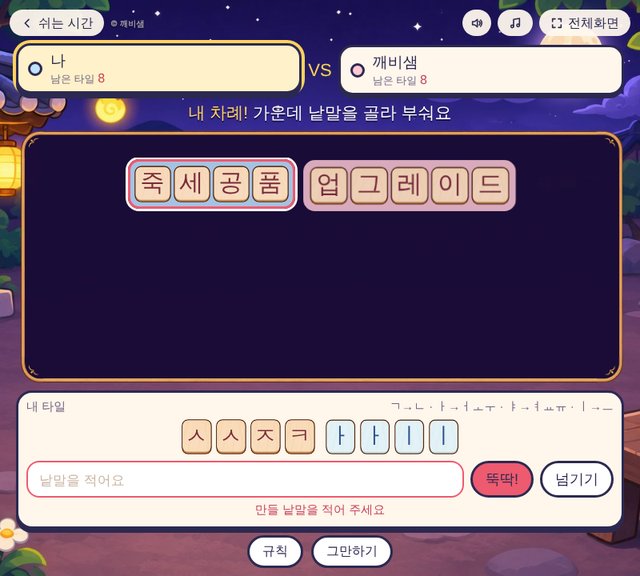 쉬는 시간 © 깨비샘 전체화면
나
남은 타일 8
VS
깨비샘
남은 타일 8
내 차례! 가운데 낱말을 골라 부숴요
죽세공품 업그레이드
내 타일 ㄱ→ㄴ · ㅏ→ㅓㅗㅜ · ㅑ→ㅕㅛㅠ · ㅣ→ㅡ
ㅅ ㅅ ㅈ ㅋ ㅏ ㅏ ㅣ ㅣ
낱말을 적어요 뚝딱! 넘기기
만들 낱말을 적어 주세요
규칙 그만하기